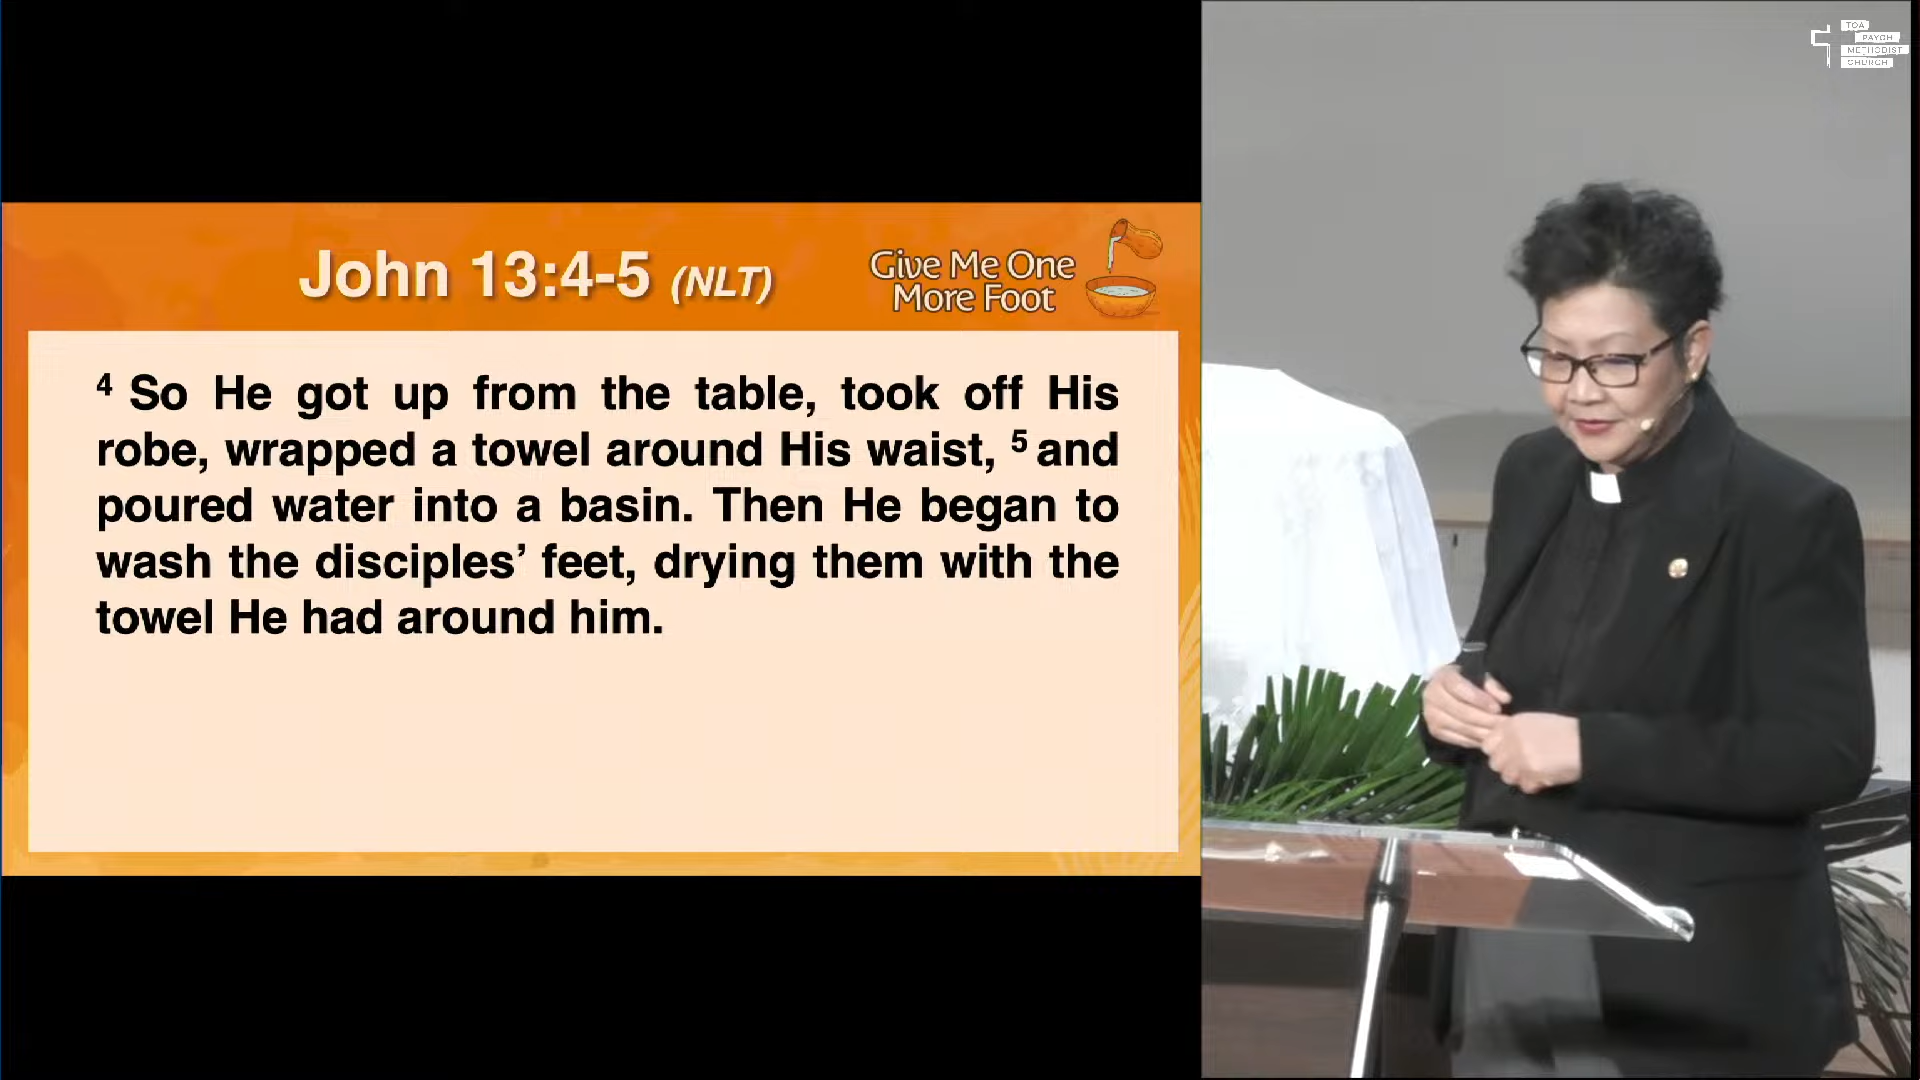 John 13:4-5 (NLT)
Give Me One
More Foot
⁴ So He got up from the table, took off His
robe, wrapped a towel around His waist, ⁵ and
poured water into a basin. Then He began to
wash the disciples’ feet, drying them with the
towel He had around him.
TOA
PAYOH
METHODIST
CHURCH